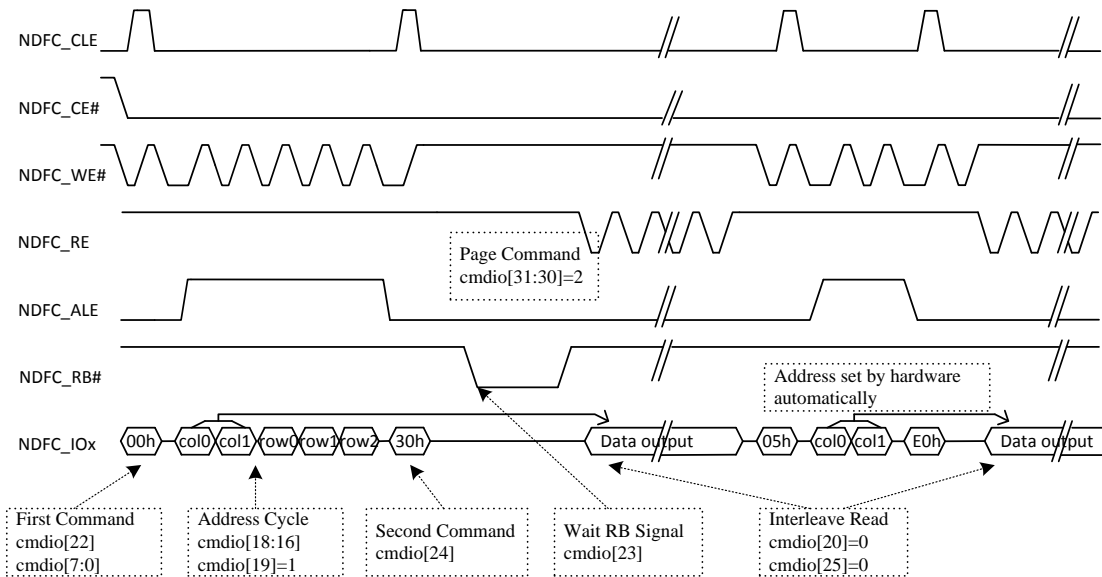 NDFC_CLE
NDFC_CE#
NDFC_WE#
NDFC_RE
Page Command
cmdio[31:30]=2
NDFC_ALE
NDFC_RB#
Address set by hardware
automatically
NDFC_IOx 00h col0 col1 row0 row1 row2 30h Data output 05h col0 col1 E0h Data output
First Command
cmdio[22]
cmdio[7:0]
Address Cycle
cmdio[18:16]
cmdio[19]=1
Second Command
cmdio[24]
Wait RB Signal
cmdio[23]
Interleave Read
cmdio[20]=0
cmdio[25]=0